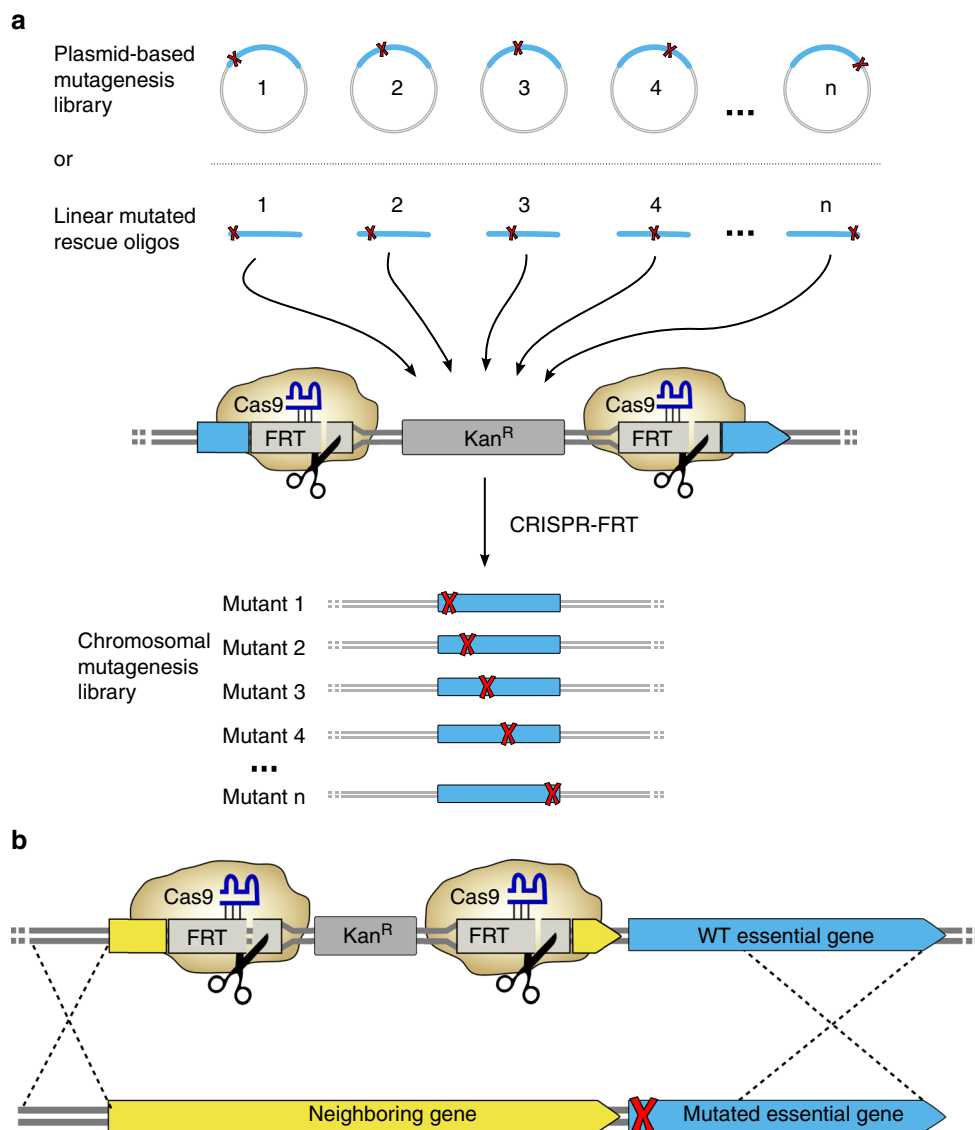 a
Plasmid-based
mutagenesis
library
1 2 3 4 ... n
or
Linear mutated
rescue oligos
1 2 3 4 ... n
Cas9 Cas9
FRT KanR FRT
CRISPR-FRT
Chromosomal
mutagenesis
library
Mutant 1
Mutant 2
Mutant 3
Mutant 4
...
Mutant n
b
Cas9 Cas9
FRT KanR FRT WT essential gene
Neighboring gene Mutated essential gene